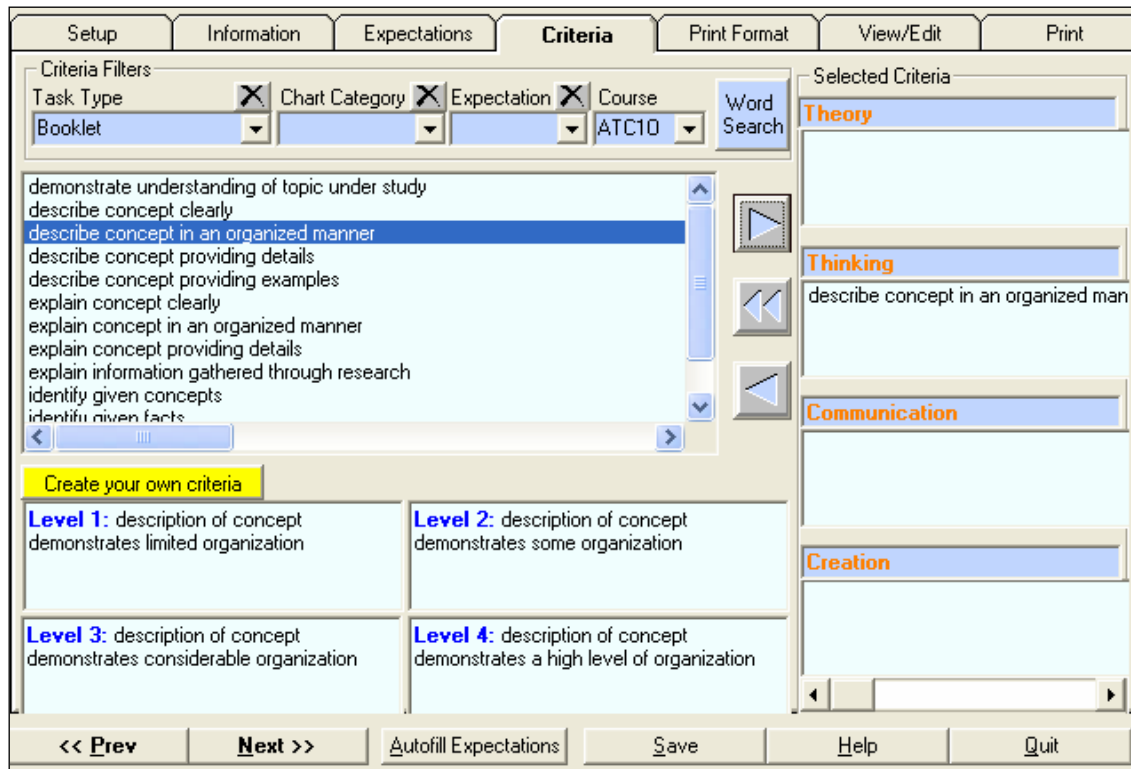 Setup
Information
Expectations
Criteria
Print Format
View/Edit
Print
Criteria Filters
Task Type
Chart Category
Expectation
Course
Booklet
ATC1O
Word
Search
demonstrate understanding of topic under study
describe concept clearly
describe concept in an organized manner
describe concept providing details
describe concept providing examples
explain concept clearly
explain concept in an organized manner
explain concept providing details
explain information gathered through research
identify given concepts
identify given facts
Create your own criteria
Level 1: description of concept
demonstrates limited organization
Level 2: description of concept
demonstrates some organization
Level 3: description of concept
demonstrates considerable organization
Level 4: description of concept
demonstrates a high level of organization
Selected Criteria
Theory
Thinking
describe concept in an organized man
Communication
Creation
<< Prev
Next >>
Autofill Expectations
Save
Help
Quit